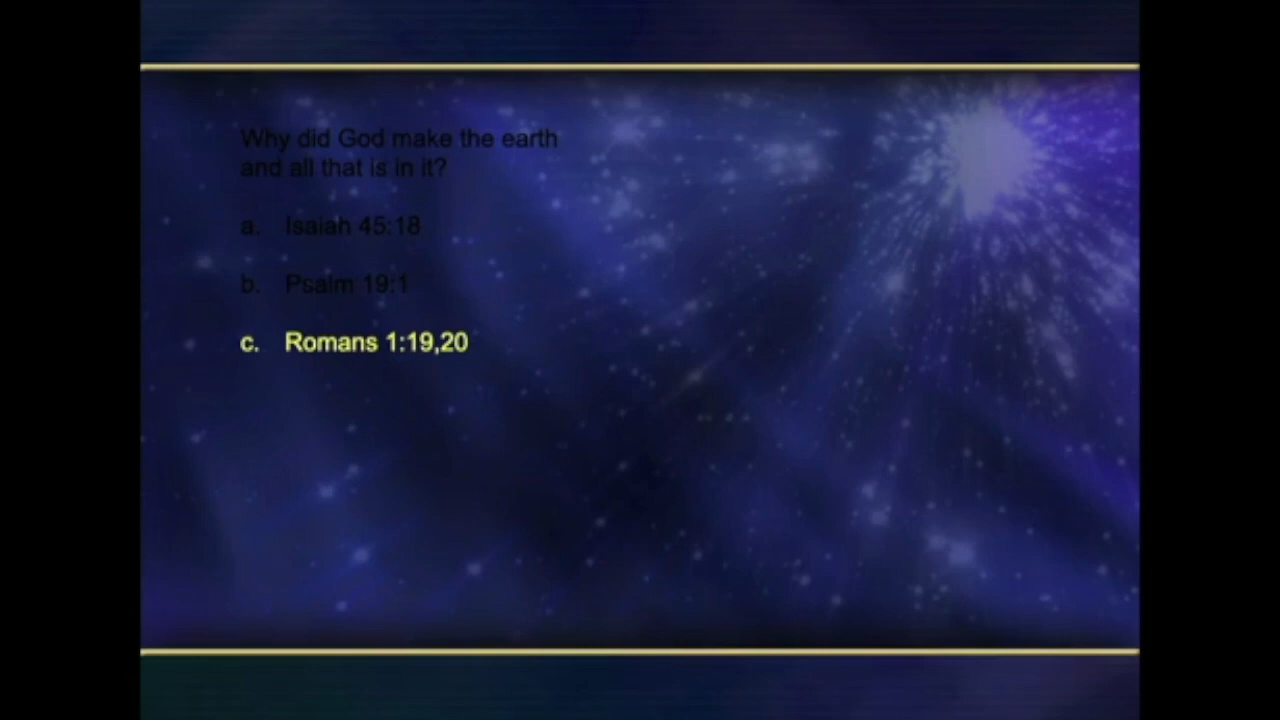 Why did God make the earth
and all that is in it?
a. Isaiah 45:18
b. Psalm 19:1
c. Romans 1:19,20